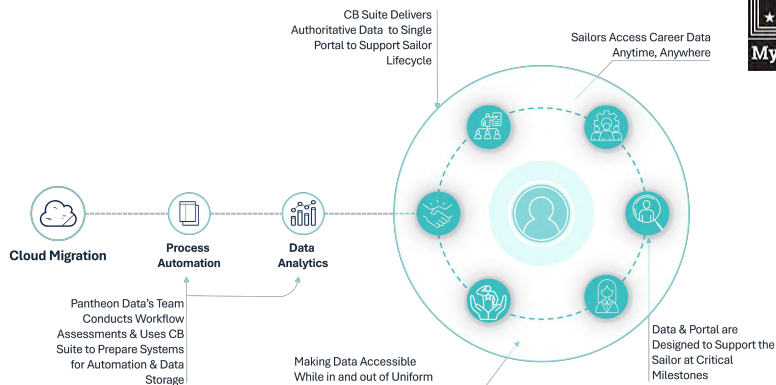 CB Suite Delivers
Authoritative Data to Single
Portal to Support Sailor
Lifecycle
Sailors Access Career Data
Anytime, Anywhere
My
Cloud Migration
Process
Automation
Data
Analytics
Pantheon Data's Team
Conducts Workflow
Assessments & Uses CB
Suite to Prepare Systems
for Automation & Data
Storage
Making Data Accessible
While in and out of Uniform
Data & Portal are
Designed to Support the
Sailor at Critical
Milestones